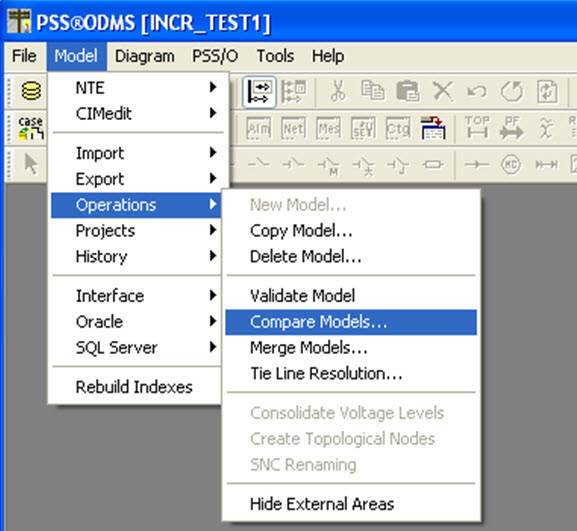 PSS®ODMS [INCR_TEST1]
File Model Diagram PSS/O Tools Help
NTE
CIMedit
Import
Export
Operations
Projects
History
Interface
Oracle
SQL Server
Rebuild Indexes
case
Alm Net Mes Ctg TOP PF
M
MC
New Model...
Copy Model...
Delete Model...
Validate Model
Compare Models...
Merge Models...
Tie Line Resolution...
Consolidate Voltage Levels
Create Topological Nodes
SNC Renaming
Hide External Areas